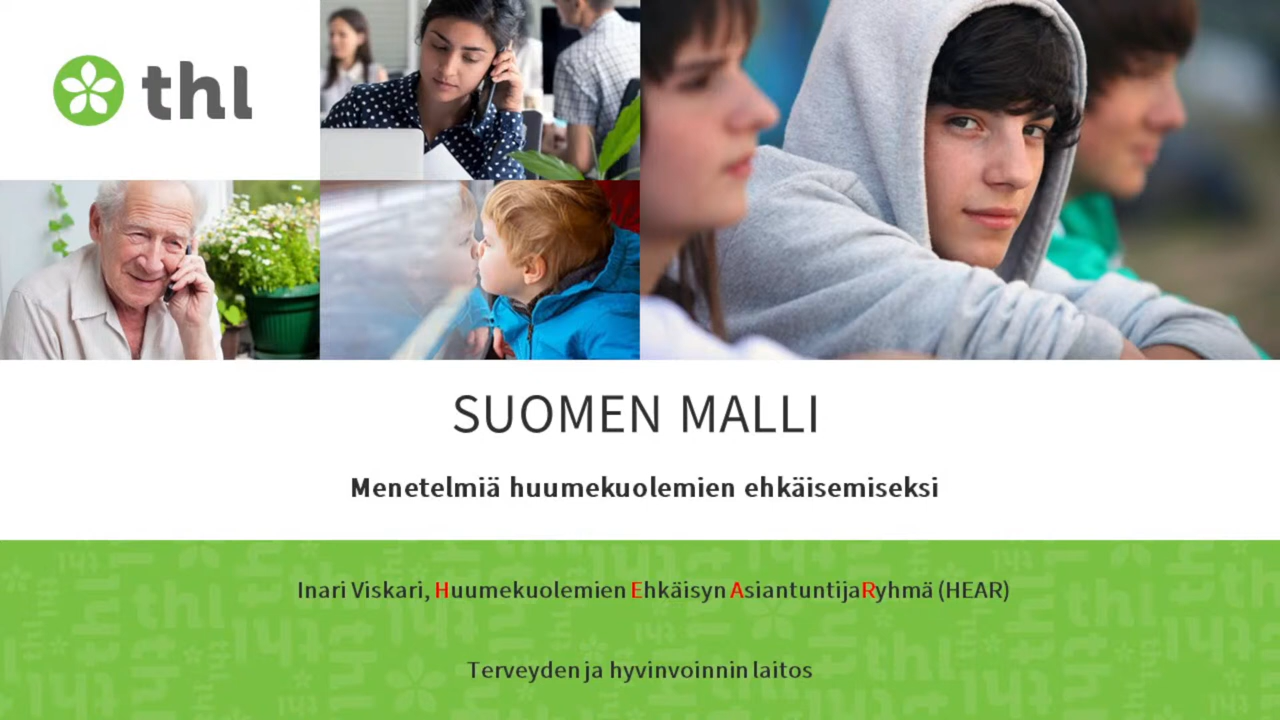 thl
SUOMEN MALLI
Menetelmiä huumekuolemien ehkäisemiseksi
Inari Viskari, Huumekuolemien Ehkäisyn AsiantuntijaRyhmä (HEAR)
Terveyden ja hyvinvoinnin laitos